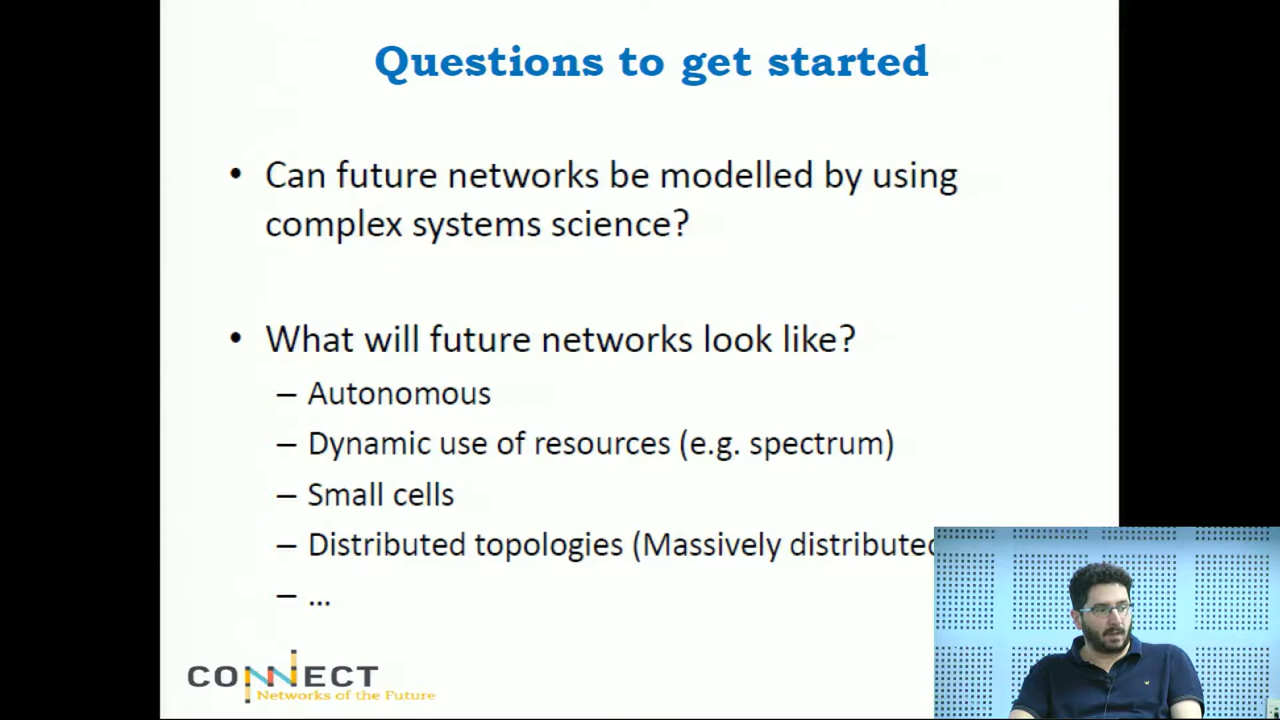 Questions to get started
• Can future networks be modelled by using
complex systems science?
• What will future networks look like?
– Autonomous
– Dynamic use of resources (e.g. spectrum)
– Small cells
– Distributed topologies (Massively distributed
– ...
CONNECT
Networks of the Future